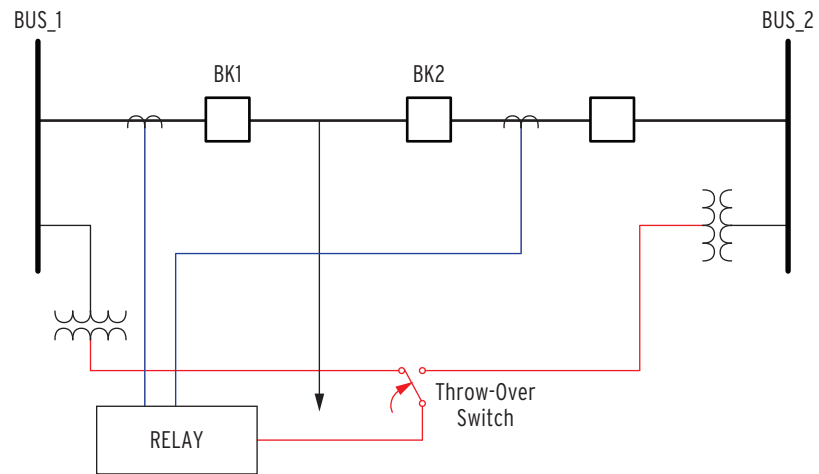 BUS_1
BUS_2
BK1
BK2
Throw-Over
Switch
RELAY